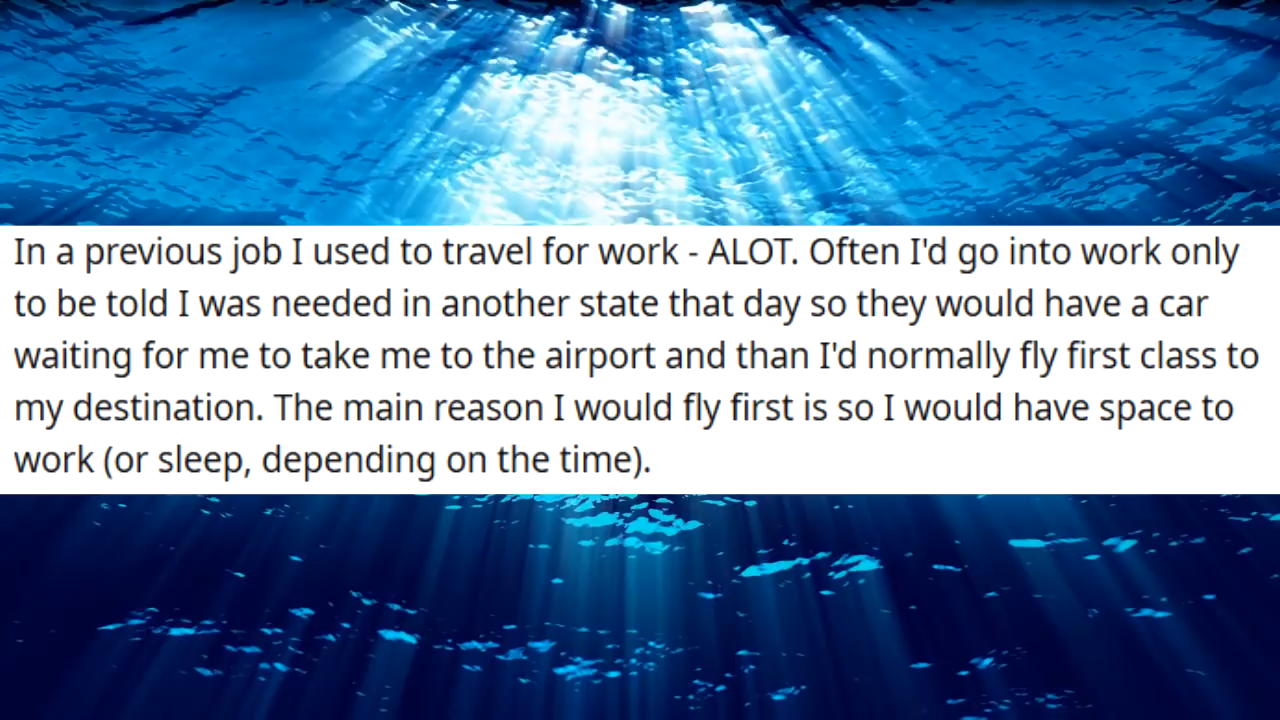 In a previous job I used to travel for work - ALOT. Often I'd go into work only
to be told I was needed in another state that day so they would have a car
waiting for me to take me to the airport and than I'd normally fly first class to
my destination. The main reason I would fly first is so I would have space to
work (or sleep, depending on the time).